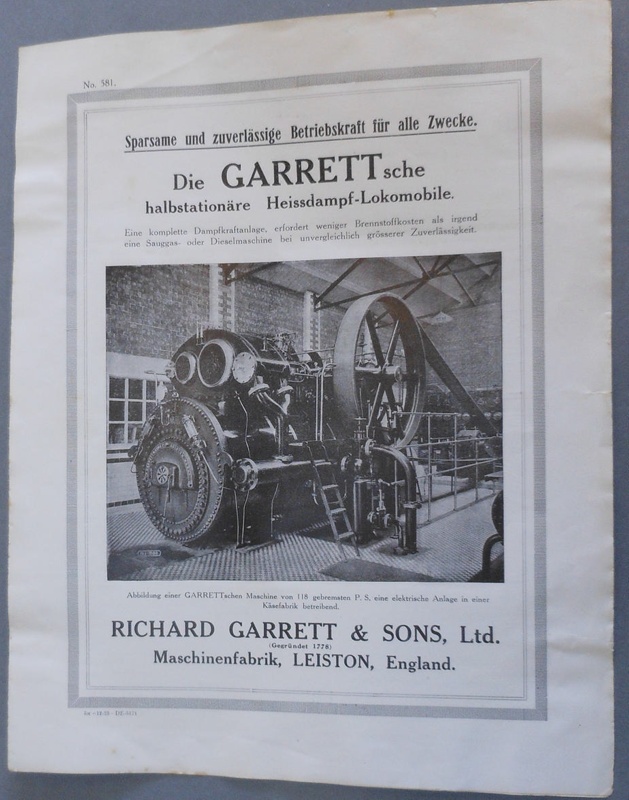 No. 381.
Sparsame und zuverlässige Betriebskraft für alle Zwecke.
Die GARRETTsche
halbstationäre Heissdampf-Lokomobile.
Eine komplette Dampfkraftanlage, erfordert weniger Brennstoffkosten als irgend
eine Sauggas- oder Dieselmaschine bei unvergleichlich grösserer Zuverlässigkeit.
Abbildung einer GARRETTschen Maschine von 118 gebremsten P. S. eine elektrische Anlage in einer
Käsefabrik betreibend.
RICHARD GARRETT & SONS, Ltd.
(Gegründet 1778)
Maschinenfabrik, LEISTON, England.